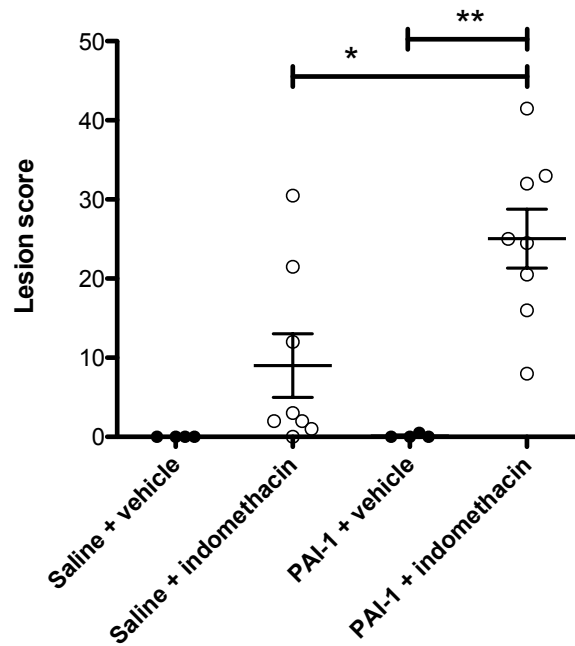 **
*
50
40
30
20
10
0
Lesion score
Saline + vehicle
Saline + indomethacin
PAI-1 + vehicle
PAI-1 + indomethacin